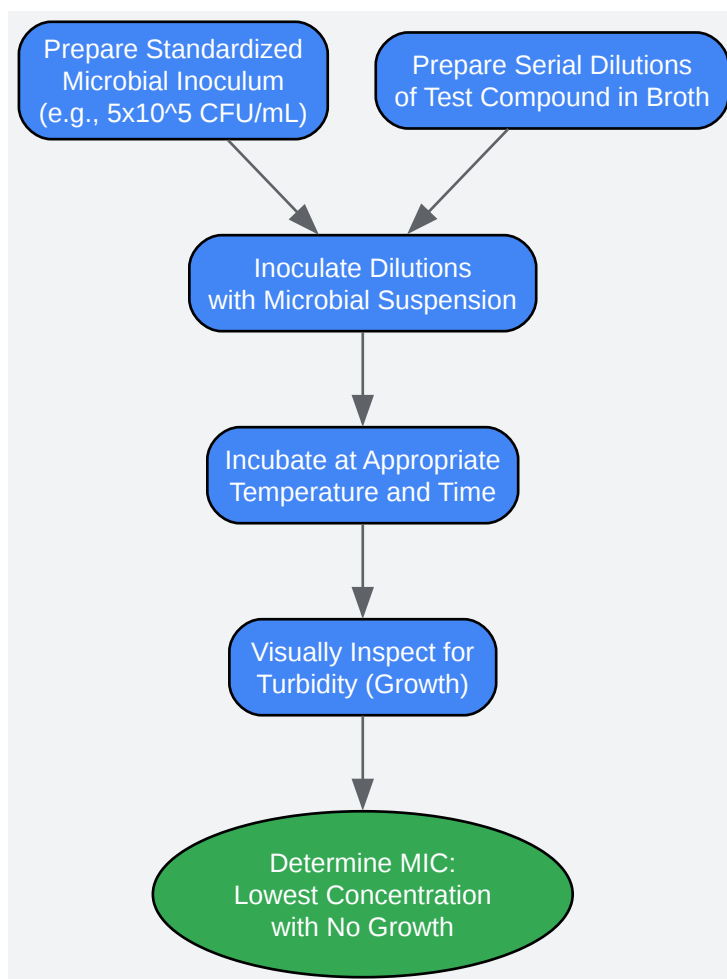 Prepare Standardized
Microbial Inoculum
(e.g., 5x10^5 CFU/mL)
Prepare Serial Dilutions
of Test Compound in Broth
Inoculate Dilutions
with Microbial Suspension
Incubate at Appropriate
Temperature and Time
Visually Inspect for
Turbidity (Growth)
Determine MIC:
Lowest Concentration
with No Growth